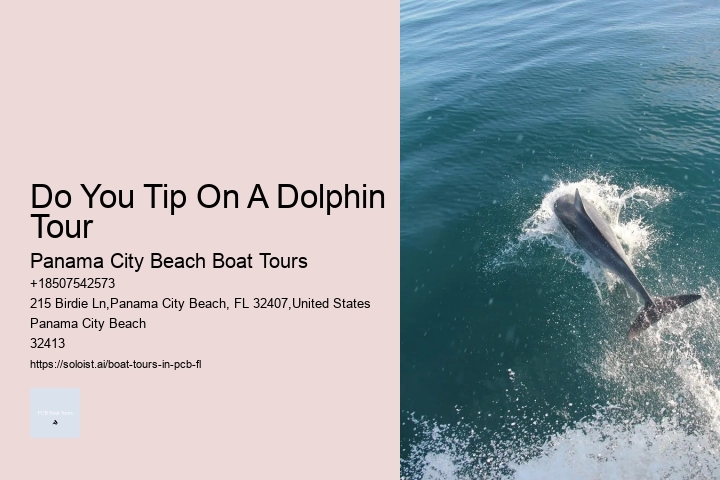 Do You Tip On A Dolphin
Tour
Panama City Beach Boat Tours
+18507542573
215 Birdie Ln,Panama City Beach, FL 32407,United States
Panama City Beach
32413
https://soloist.ai/boat-tours-in-pcb-fl